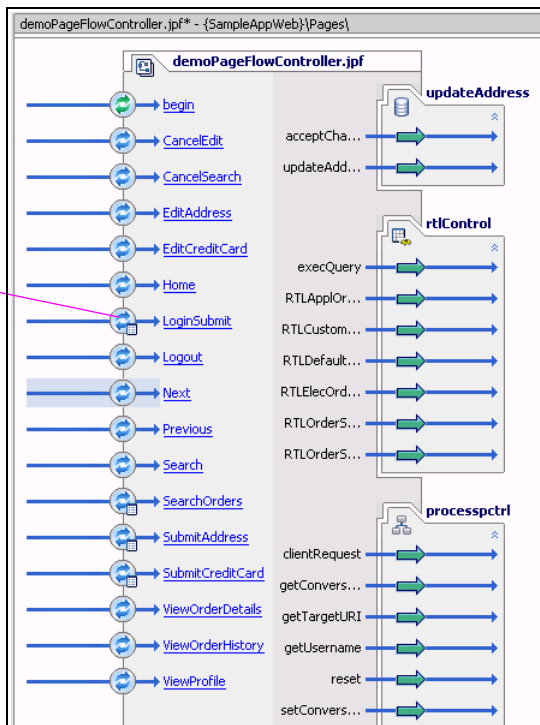 demoPageFlowController.jpf* - {SampleAppWeb}\Pages\
demoPageFlowController.jpf
begin
CancelEdit
CancelSearch
EditAddress
EditCreditCard
Home
LoginSubmit
Logout
Next
Previous
Search
SearchOrders
SubmitAddress
SubmitCreditCard
ViewOrderDetails
ViewOrderHistory
ViewProfile
updateAddress
acceptCha...
updateAdd...
rtlControl
execQuery
RTLApplOr...
RTLCustom...
RTLDefault...
RTLElecOrd...
RTLOrderS...
RTLOrderS...
processpctrl
clientRequest
getConvers...
getTargetURI
getUsername
reset
setConvers...